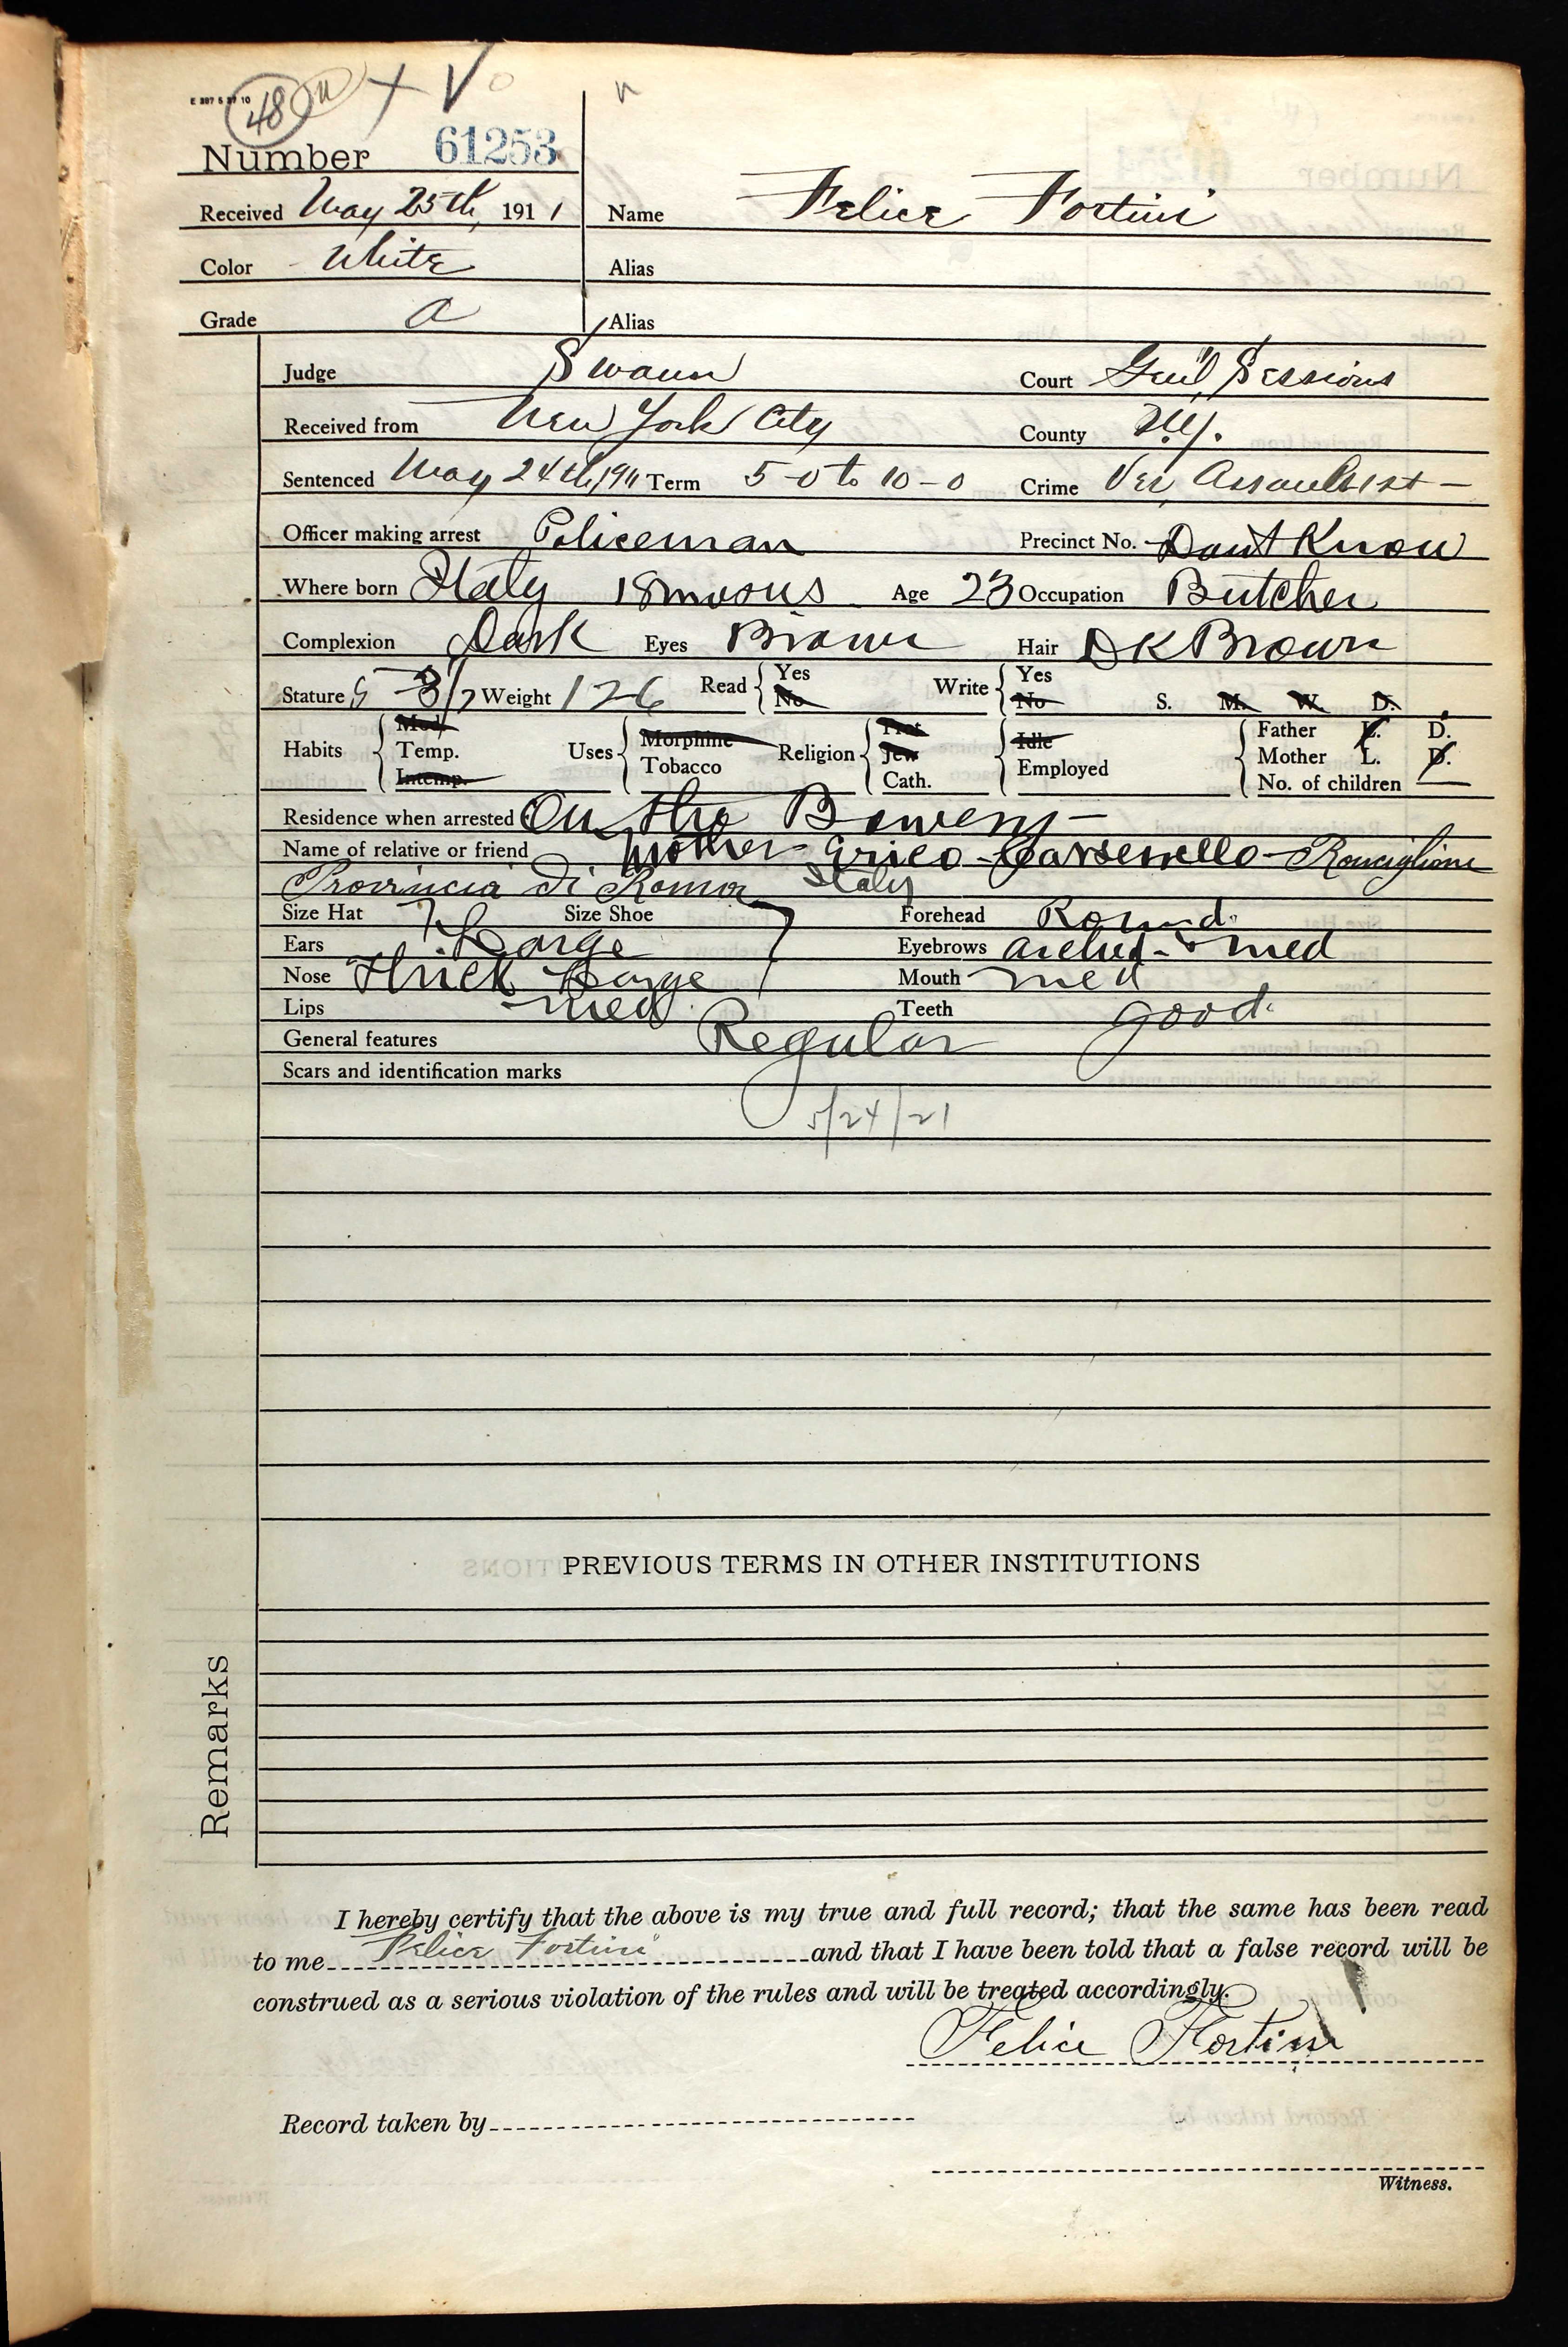 48 n + V n
Number 61253
Received May 25th, 1911 Name Felice Fortini
Color White Alias
Grade a Alias
Judge Swann Court Gen'l Sessions
Received from New York City County N.Y.
Sentenced May 24th, 1911 Term 5-0 to 10-0 Crime Ver, Assault 1st -
Officer making arrest Policeman Precinct No. Don't Know
Where born Italy 18 mos US Age 23 Occupation Butcher
Complexion Dark Eyes Brown Hair DK Brown
Stature 5 - 3 1/2 Weight 126 Read Yes No Write Yes No S. M. W. D.
Habits Mod. Temp. Intemp. Uses Morphine Tobacco Religion Prot. Jew Cath. Idle Employed Father L. D. Mother L. D. No. of children —
Residence when arrested On the Bowery -
Name of relative or friend Mother - - Ronciglione
Provincia di Roma Italy
Size Hat 7 Size Shoe 7 Forehead Round
Ears Large Eyebrows arched - med
Nose Thick Large Mouth med
Lips med Teeth good
General features Regular
Scars and identification marks
5/24/21
PREVIOUS TERMS IN OTHER INSTITUTIONS
Remarks
I hereby certify that the above is my true and full record; that the same has been read
to me Felice Fortini and that I have been told that a false record will be
construed as a serious violation of the rules and will be treated accordingly.
Felice Fortini
Record taken by
Witness.